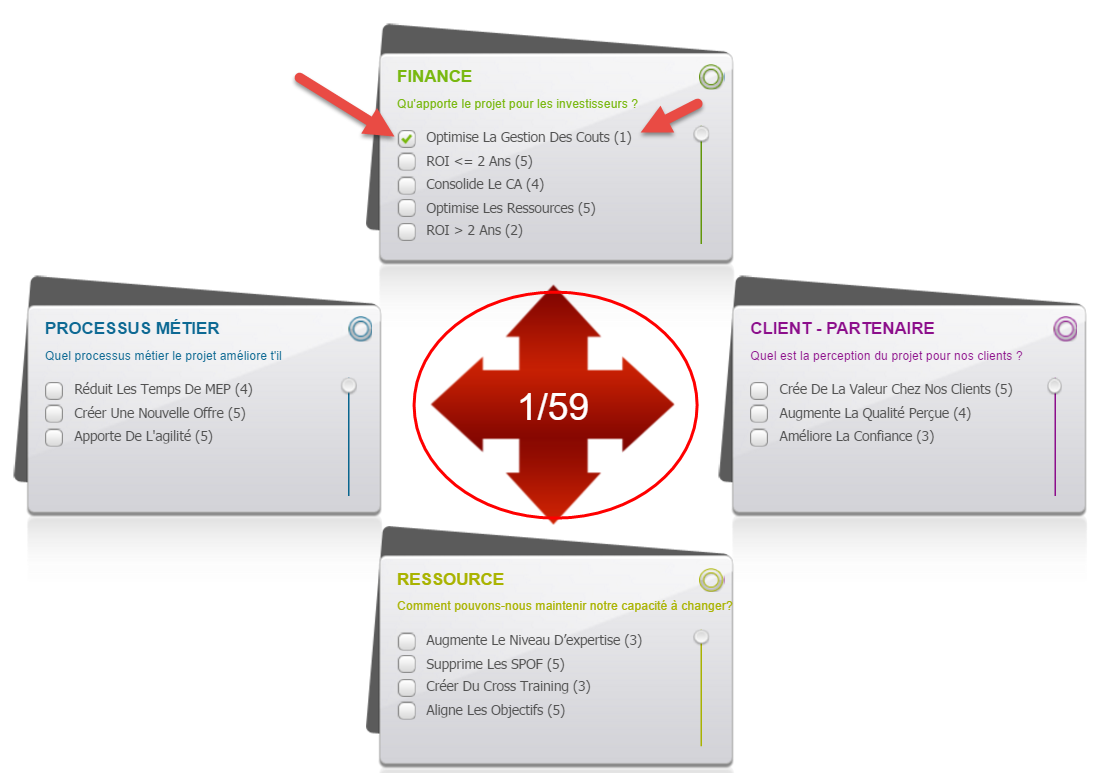 FINANCE
Qu'apporte le projet pour les investisseurs ?
Optimise La Gestion Des Couts (1)
ROI <= 2 Ans (5)
Consolide Le CA (4)
Optimise Les Ressources (5)
ROI > 2 Ans (2)
PROCESSUS MÉTIER
Quel processus métier le projet améliore t'il
Réduit Les Temps De MEP (4)
Créer Une Nouvelle Offre (5)
Apporte De L'agilité (5)
1/59
CLIENT - PARTENAIRE
Quel est la perception du projet pour nos clients ?
Crée De La Valeur Chez Nos Clients (5)
Augmente La Qualité Perçue (4)
Améliore La Confiance (3)
RESSOURCE
Comment pouvons-nous maintenir notre capacité à changer?
Augmente Le Niveau D’expertise (3)
Supprime Les SPOF (5)
Créer Du Cross Training (3)
Aligne Les Objectifs (5)